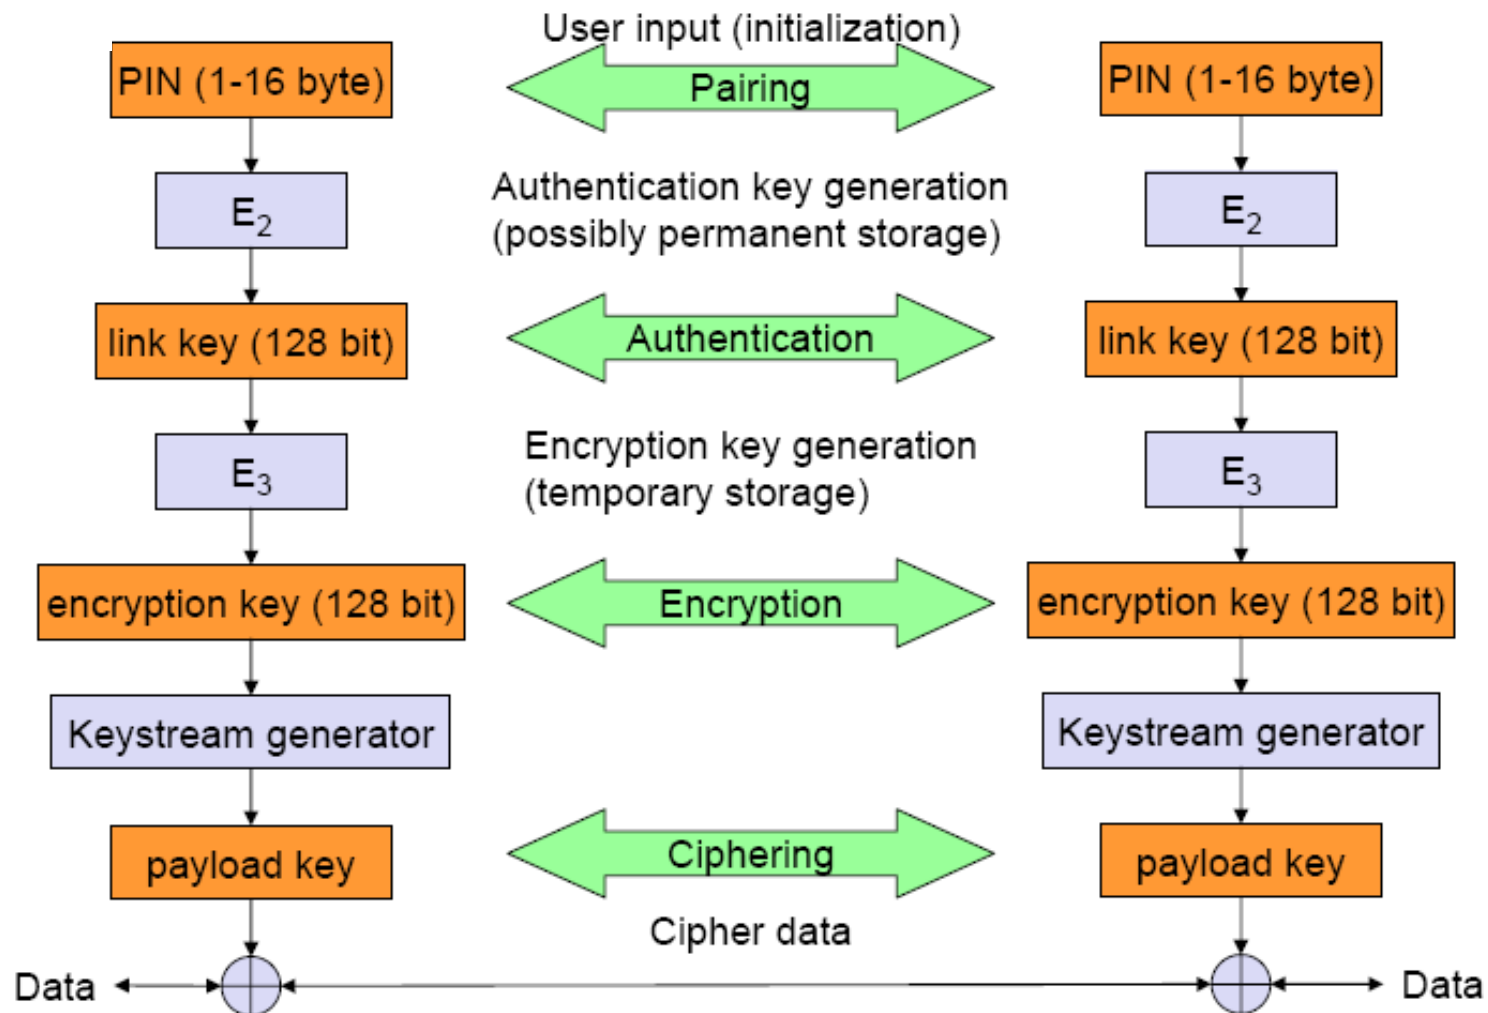 User input (initialization)
PIN (1-16 byte)
Pairing
PIN (1-16 byte)
E₂
Authentication key generation
(possibly permanent storage)
E₂
link key (128 bit)
Authentication
link key (128 bit)
E₃
Encryption key generation
(temporary storage)
E₃
encryption key (128 bit)
Encryption
encryption key (128 bit)
Keystream generator
Keystream generator
payload key
Ciphering
payload key
Cipher data
Data
Data